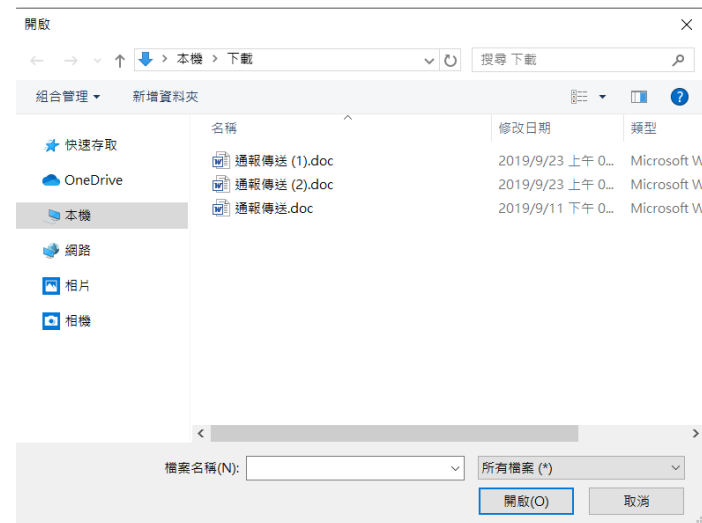 開啟
本機 > 下載
搜尋 下載
組合管理
新增資料夾
名稱
修改日期
類型
快速存取
OneDrive
本機
網路
相片
相機
通報傳送 (1).doc
2019/9/23 上午 0...
Microsoft W
通報傳送 (2).doc
2019/9/23 上午 0...
Microsoft W
通報傳送.doc
2019/9/11 下午 0...
Microsoft W
檔案名稱(N):
所有檔案 (*)
開啟(O)
取消